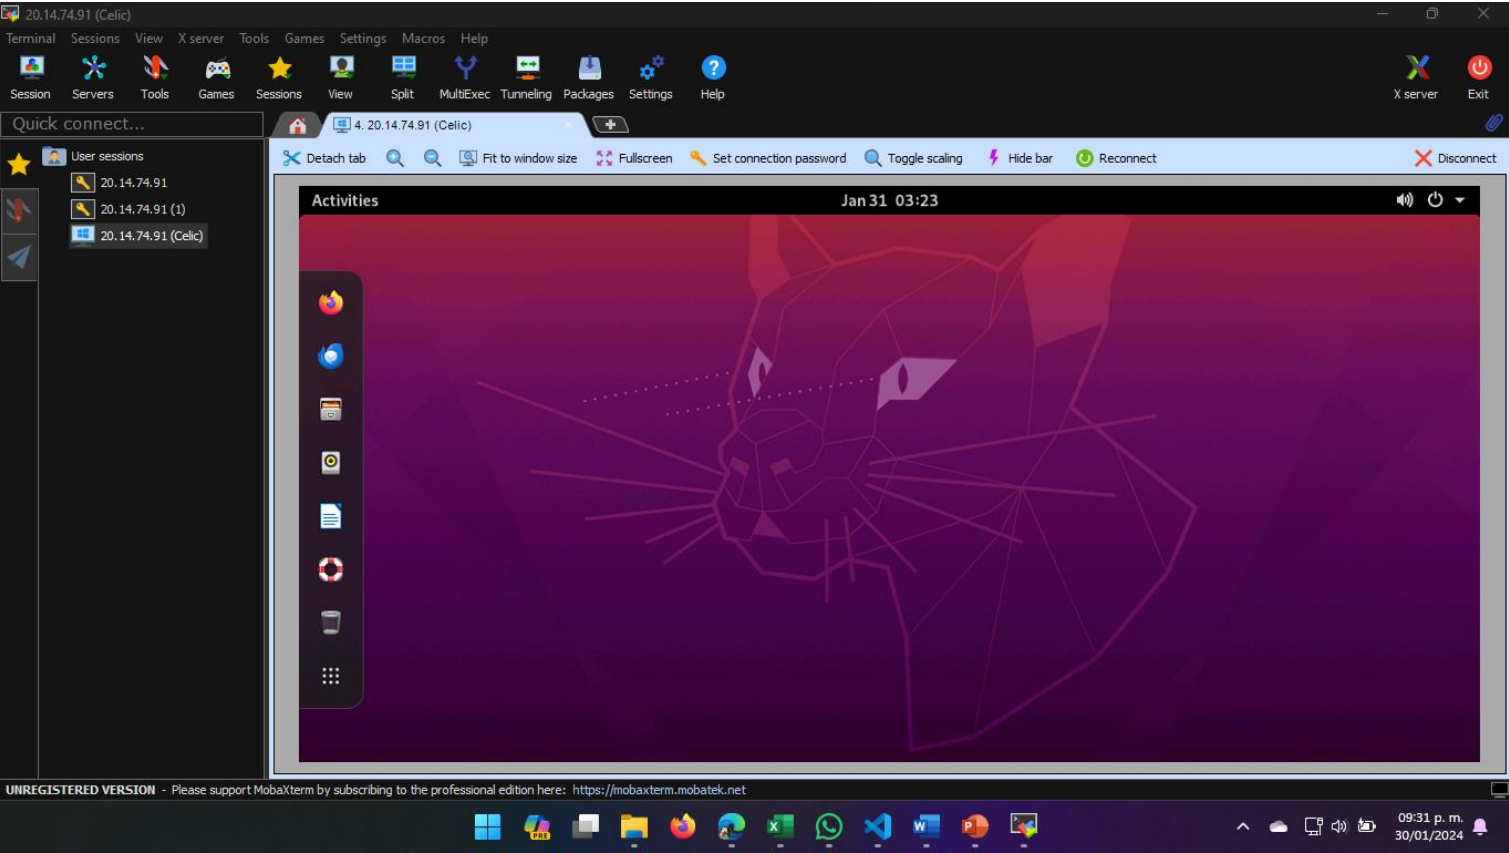 20.14.74.91 (Celic)
Terminal Sessions View X server Tools Games Settings Macros Help
Session Servers Tools Games Sessions View Split MultiExec Tunneling Packages Settings Help X server Exit
Quick connect...
4. 20.14.74.91 (Celic)
Detach tab Fit to window size Fullscreen Set connection password Toggle scaling Hide bar Reconnect Disconnect
User sessions
20.14.74.91
20.14.74.91 (1)
20.14.74.91 (Celic)
Activities Jan 31 03:23
UNREGISTERED VERSION - Please support MobaXterm by subscribing to the professional edition here: https://mobaxterm.mobatek.net
PRE
09:31 p. m.
30/01/2024